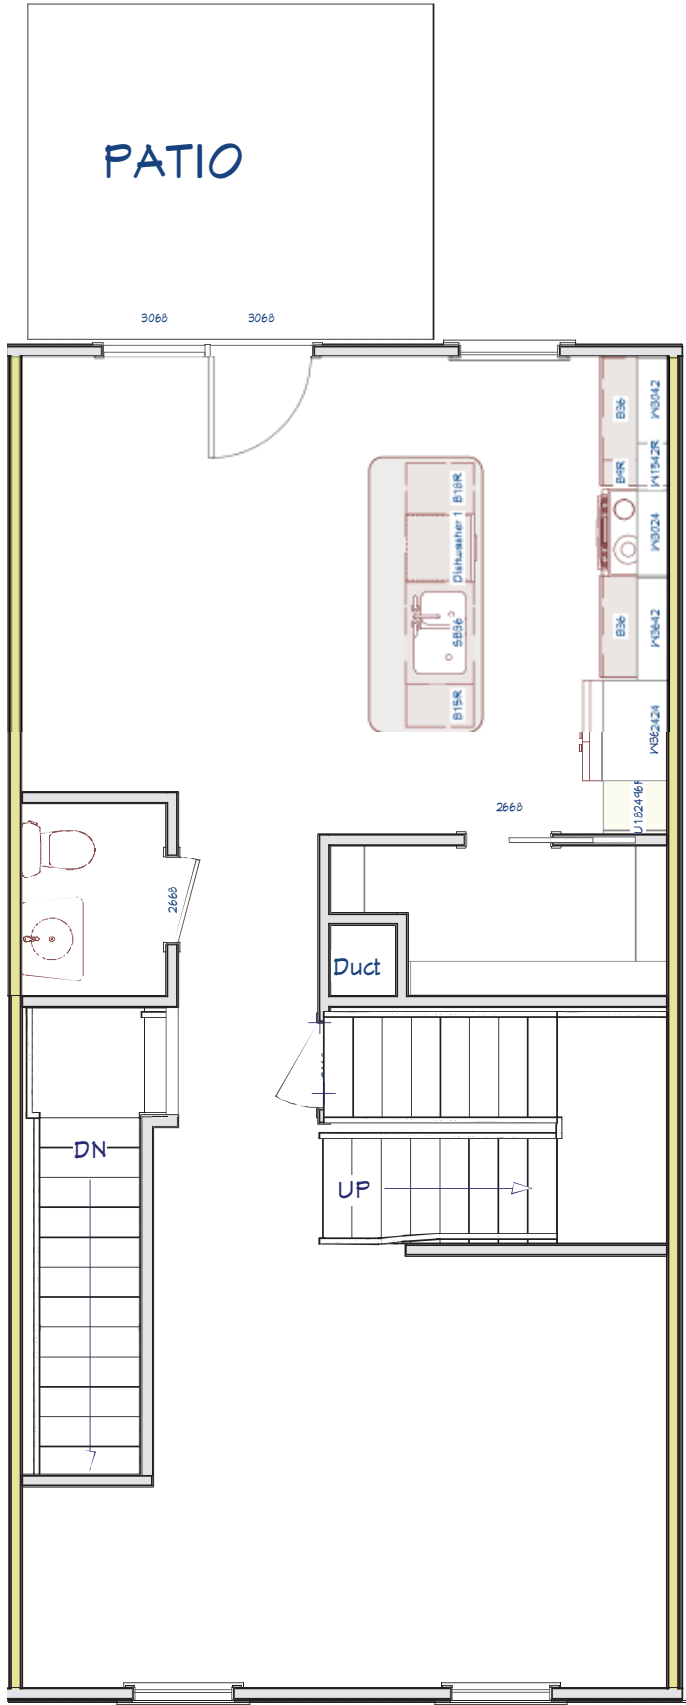 PATIO
3068
3068
B36
W3042
B9R
W1542R
B18R
Dishwasher 1
W3024
SB36
B36
W3642
B15R
W362424
U182496R
2668
2668
Duct
DN
UP